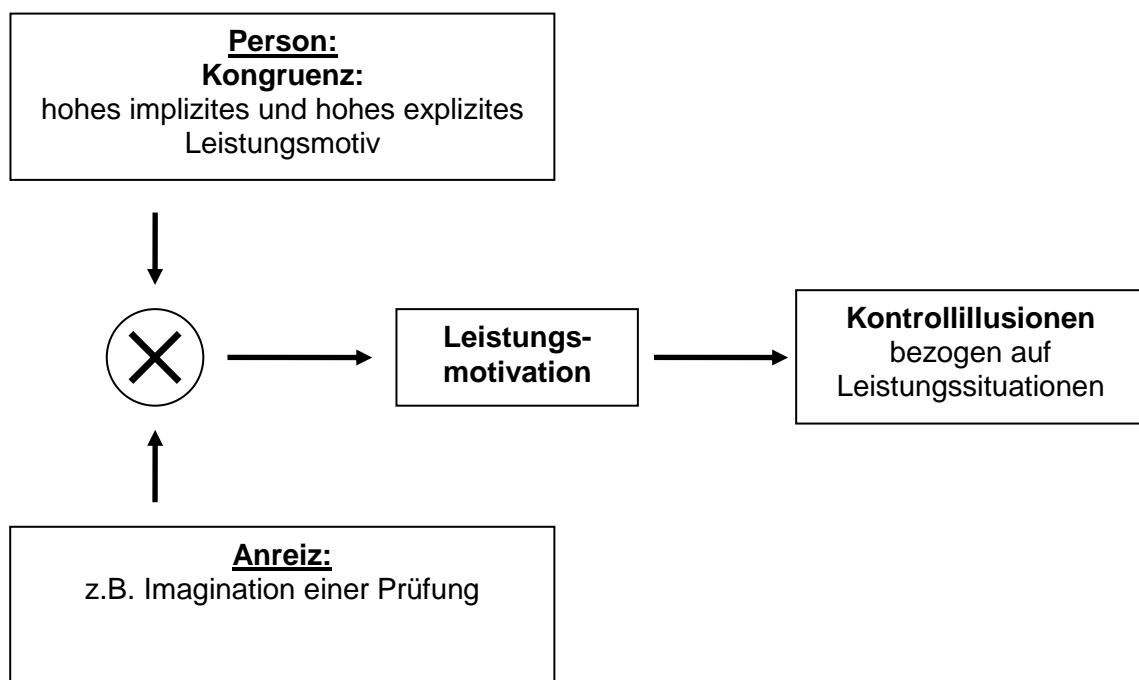 Person:
Kongruenz:
hohes implizites und hohes explizites
Leistungsmotiv
Leistungs-
motivation
Kontrollillusionen
bezogen auf
Leistungssituationen
Anreiz:
z.B. Imagination einer Prüfung